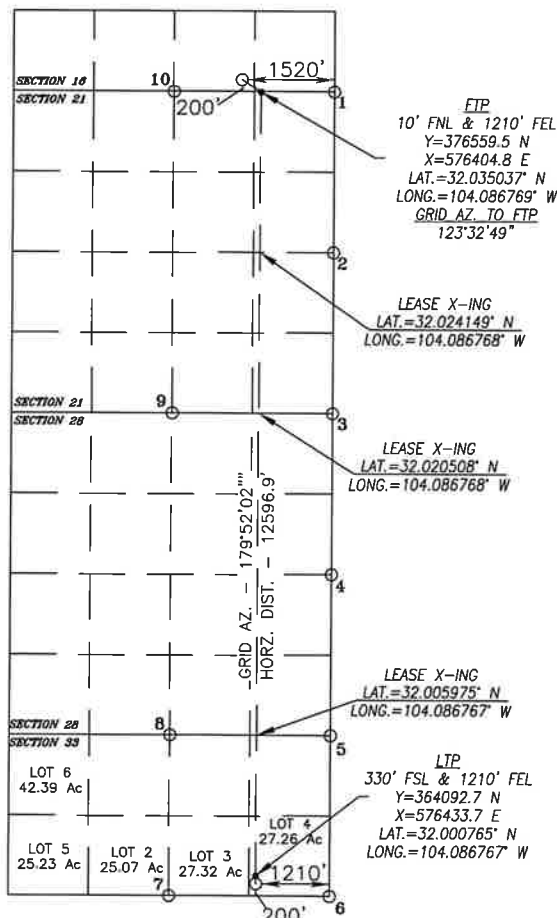 1520'
SECTION 16
SECTION 21
10
200'
1
FTP
10' FNL & 1210' FEL
Y=376559.5 N
X=576404.8 E
LAT.=32.035037° N
LONG.=104.086769° W
GRID AZ. TO FTP
123°32'49"
2
LEASE X-ING
LAT.=32.024149° N
LONG.=104.086768° W
SECTION 21
SECTION 28
9
3
LEASE X-ING
LAT.=32.020508° N
LONG.=104.086768° W
GRID AZ. - 179°52'02""
HORZ. DIST. - 12596.9'
4
LEASE X-ING
LAT.=32.005975° N
LONG.=104.086767° W
SECTION 28
SECTION 33
8
5
LOT 6
42.39 Ac
LTP
330' FSL & 1210' FEL
Y=364092.7 N
X=576433.7 E
LAT.=32.000765° N
LONG.=104.086767° W
LOT 5
25.23 Ac
LOT 2
25.07 Ac
LOT 3
27.32 Ac
LOT 4
27.26 Ac
1210'
7
200'
6